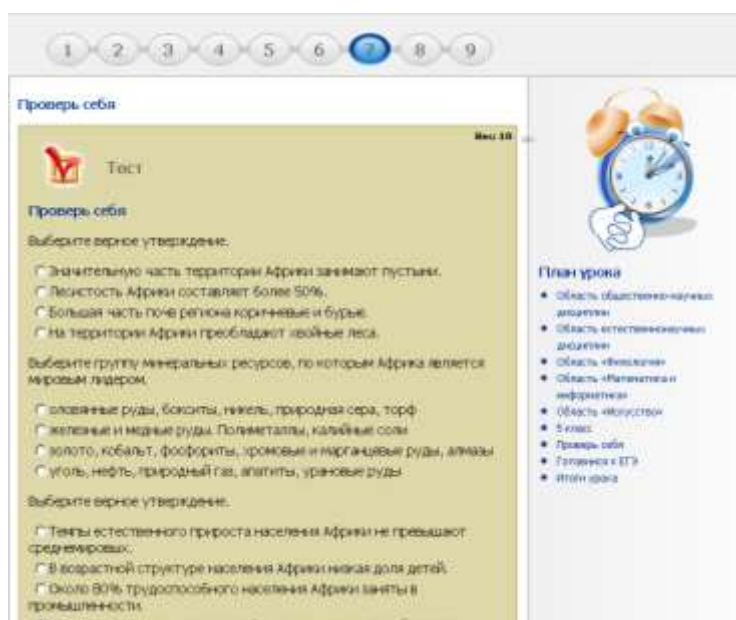 1 2 3 4 5 6 7 8 9
Проверь себя
Вес: 10
Тест
Проверь себя
Выберите верное утверждение.
Значительную часть территории Африки занимают пустыни.
Лесистость Африки составляет более 50%.
Большая часть почв региона коричневые и бурые.
На территории Африки преобладают хвойные леса.
Выберите группу минеральных ресурсов, по которым Африка является
мировым лидером.
оловянные руды, бокситы, никель, природная сера, торф
железные и медные руды. Полиметаллы, калийные соли
золото, кобальт, фосфориты, хромовые и марганцевые руды, алмазы
уголь, нефть, природный газ, апатиты, урановые руды
Выберите верное утверждение.
Темпы естественного прироста населения Африки не превышают
среднемировых.
В возрастной структуре населения Африки низкая доля детей.
Около 80% трудоспособного населения Африки заняты в
промышленности.
План урока
Область общественно-научных
дисциплин
Область естественнонаучных
дисциплин
Область «Филология»
Область «Математика и
информатика»
Область «Искусство»
5 класс
Проверь себя
Готовимся к ЕГЭ
Итоги урока